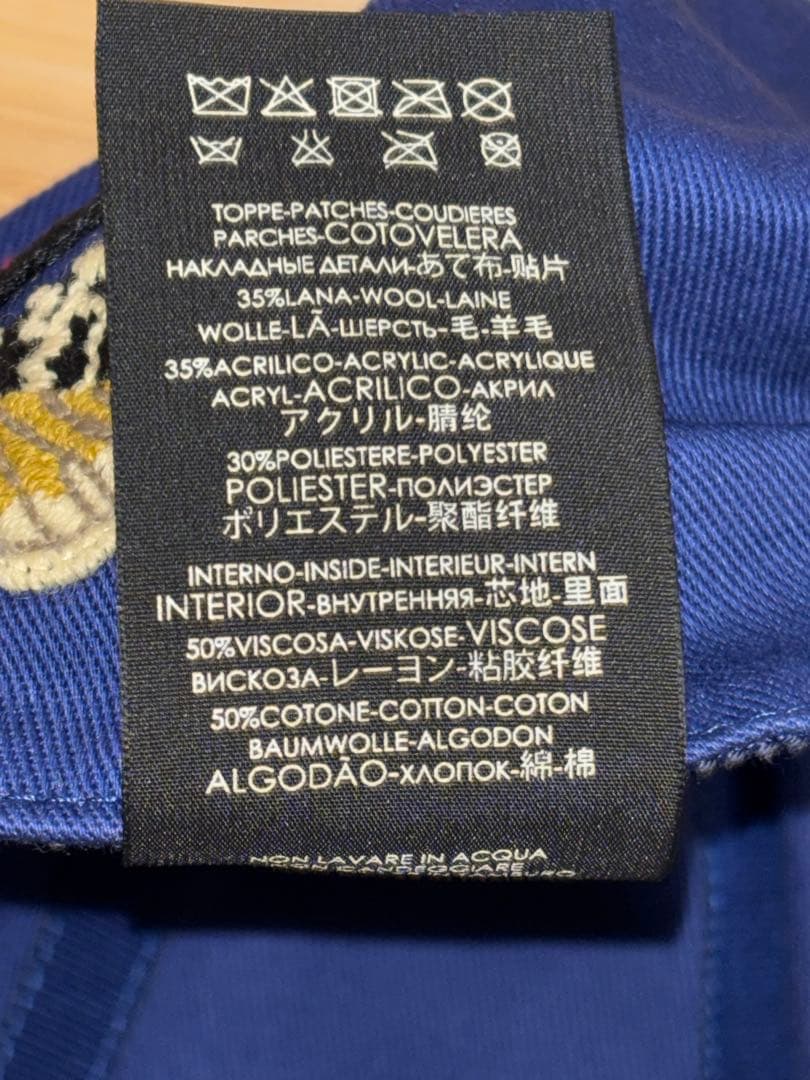 TOPPE-PATCHES-COUDIERES
PARCHES-COTOVELERA
НАКЛАДНЫЕ ДЕТАЛИ-あて布-贴片
35%LANA-WOOL-LAINE
WOLLE-LÃ-ШЕРСТЬ-毛-羊毛
35%ACRILICO-ACRYLIC-ACRYLIQUE
ACRYL-ACRILICO-АКРИЛ
アクリル-腈纶
30%POLIESTERE-POLYESTER
POLIESTER-ПОЛИЭСТЕР
ポリエステル-聚酯纤维
INTERNO-INSIDE-INTERIEUR-INTERN
INTERIOR-ВНУТРЕННЯЯ-芯地-里面
50%VISCOSA-VISKOSE-VISCOSE
ВИСКОЗА-レーヨン-粘胶纤维
50%COTONE-COTTON-COTON
BAUMWOLLE-ALGODON
ALGODÃO-ХЛОПОК-綿-棉
NON LAVARE IN ACQUA
NON CANDEGGIARE